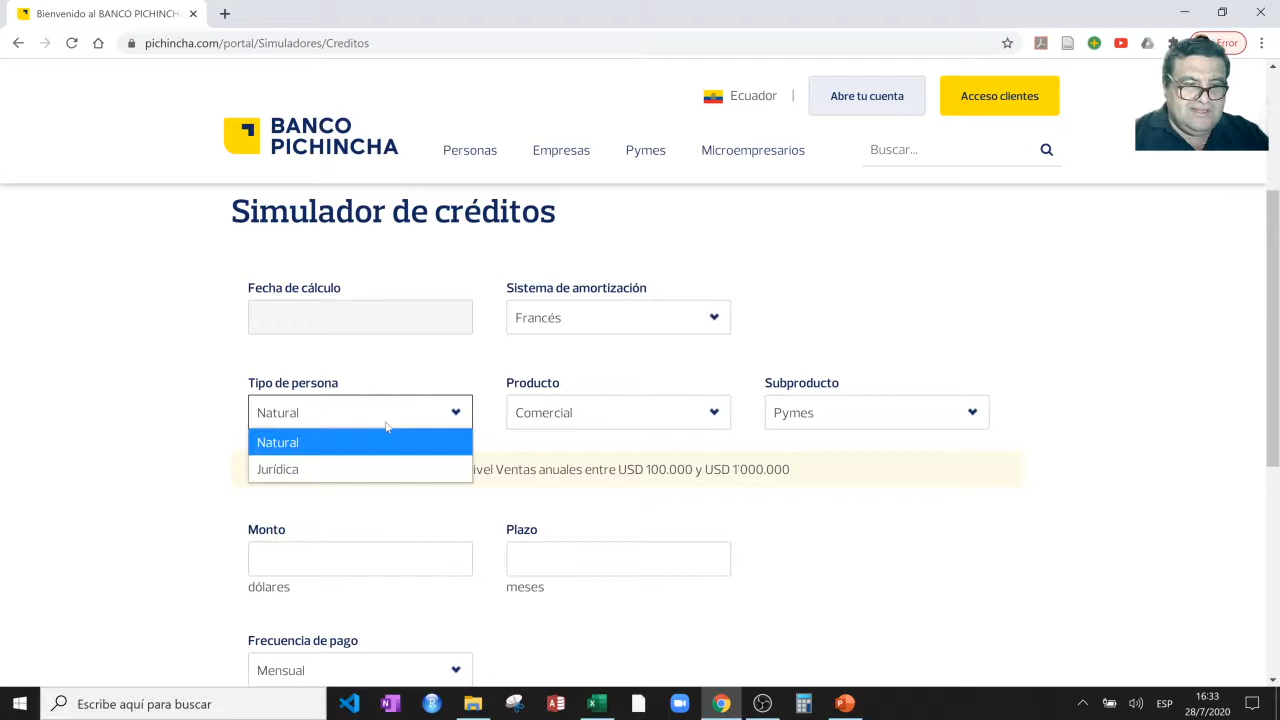 Bienvenido al BANCO PICHINCH
pichincha.com/portal/Simuladores/Creditos
Error
Ecuador
Abre tu cuenta
Acceso clientes
BANCO
PICHINCHA
Personas
Empresas
Pymes
Microempresarios
Buscar...
Simulador de créditos
Fecha de cálculo
Sistema de amortización
Francés
Tipo de persona
Producto
Subproducto
Natural
Comercial
Pymes
Natural
Jurídica
ivel Ventas anuales entre USD 100.000 y USD 1'000.000
Monto
Plazo
dólares
meses
Frecuencia de pago
Mensual
Escribe aquí para buscar
ESP
16:33
28/7/2020